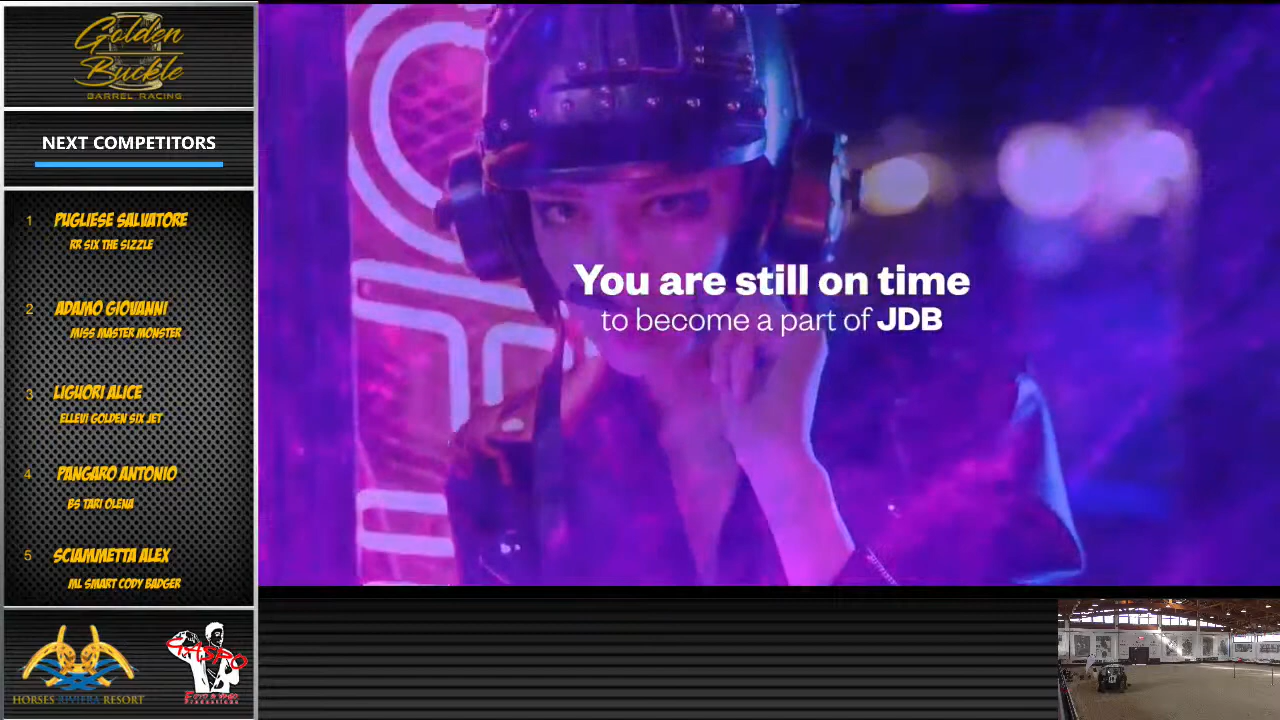 Golden
Buckle
BARREL RACING
NEXT COMPETITORS
1 PUGLIESE SALVATORE
RR SIX THE SIZZLE
2 ADAMO GIOVANNI
MISS MASTER MONSTER
3 LIGUORI ALICE
ELLEVI GOLDEN SIX JET
4 PANGARO ANTONIO
BS TARI OLENA
5 SCIAMMETTA ALEX
ML SMART CODY BADGER
HORSES RIVIERA RESORT
GASPO
You are still on time
to become a part of JDB